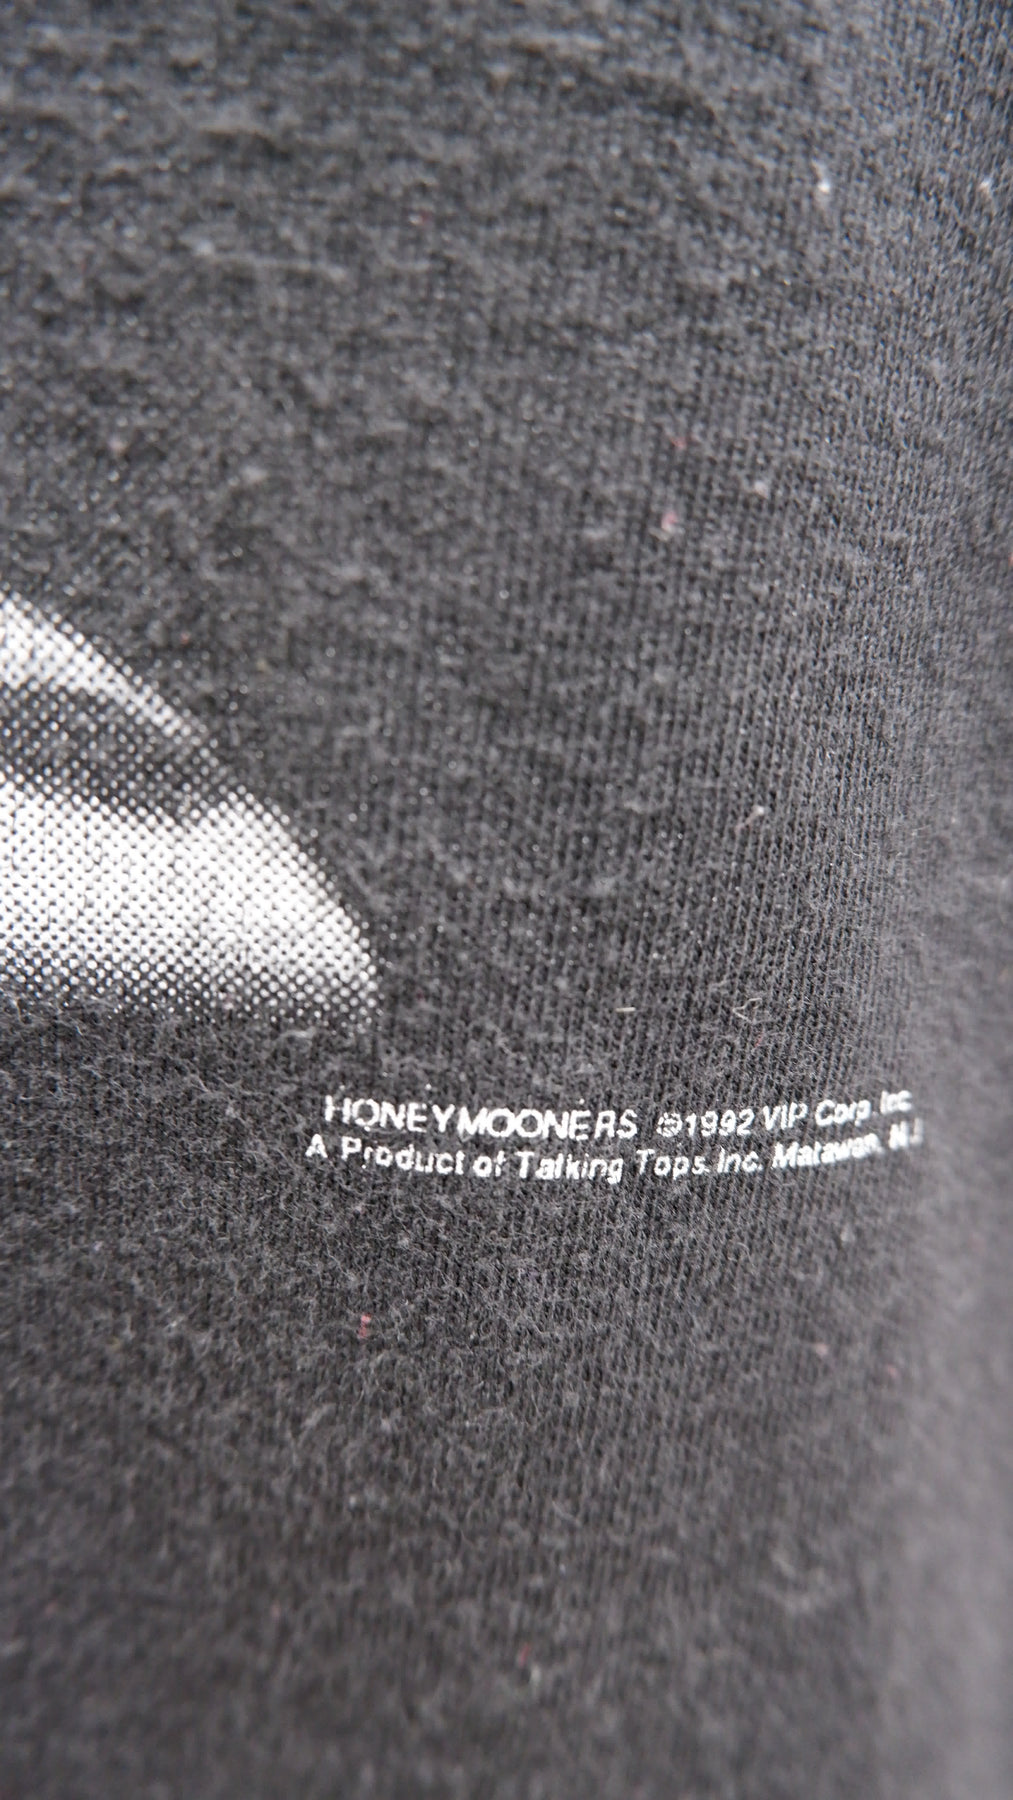 HONEYMOONERS ©1992 VIP Corp. Inc.
A Product of Talking Tops Inc. Matawan, N.J.